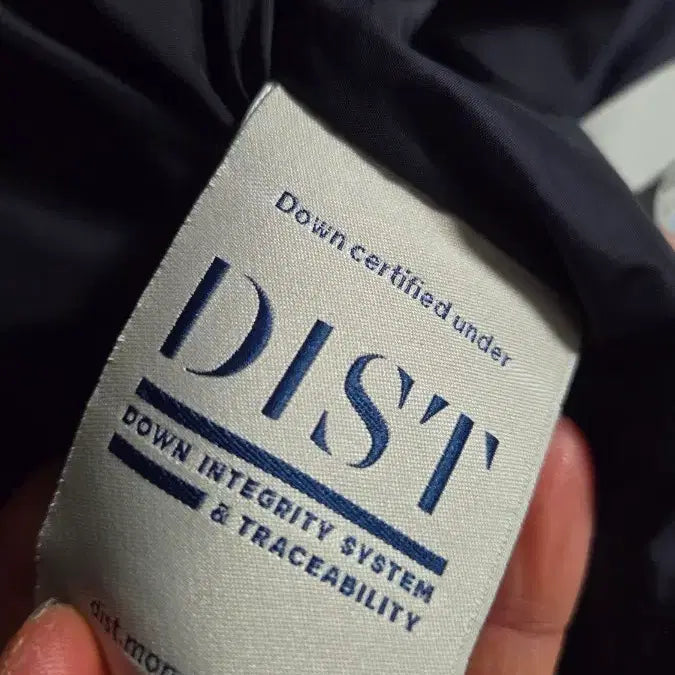 Down certified under
DIST
DOWN INTEGRITY SYSTEM
& TRACEABILITY